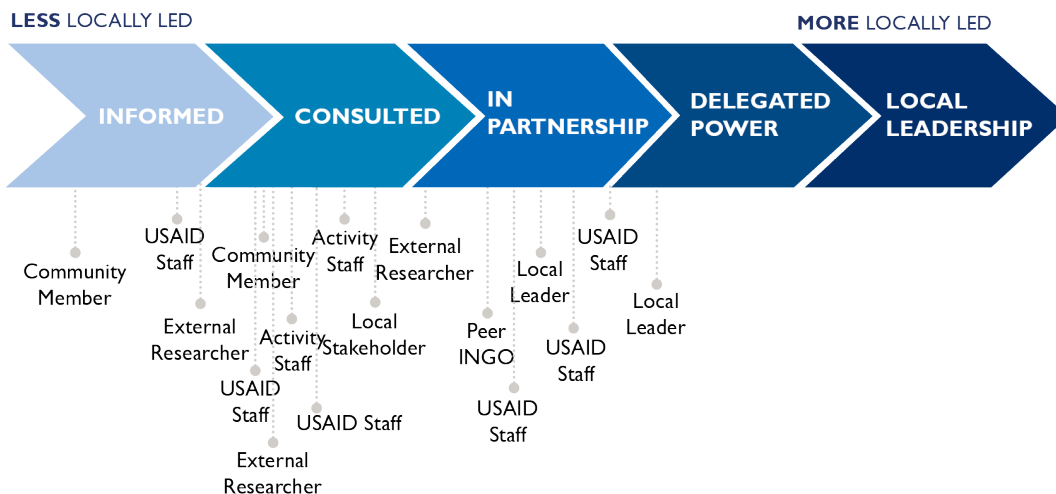 LESS LOCALLY LED
MORE LOCALLY LED
INFORMED
CONSULTED
IN
PARTNERSHIP
DELEGATED
POWER
LOCAL
LEADERSHIP
Community
Member
USAID
Staff
External
Researcher
USAID
Staff
Community
Member
External
Researcher
Activity
Staff
USAID Staff
Activity
Staff
Local
Stakeholder
External
Researcher
Peer
INGO
USAID
Staff
Local
Leader
USAID
Staff
USAID
Staff
Local
Leader